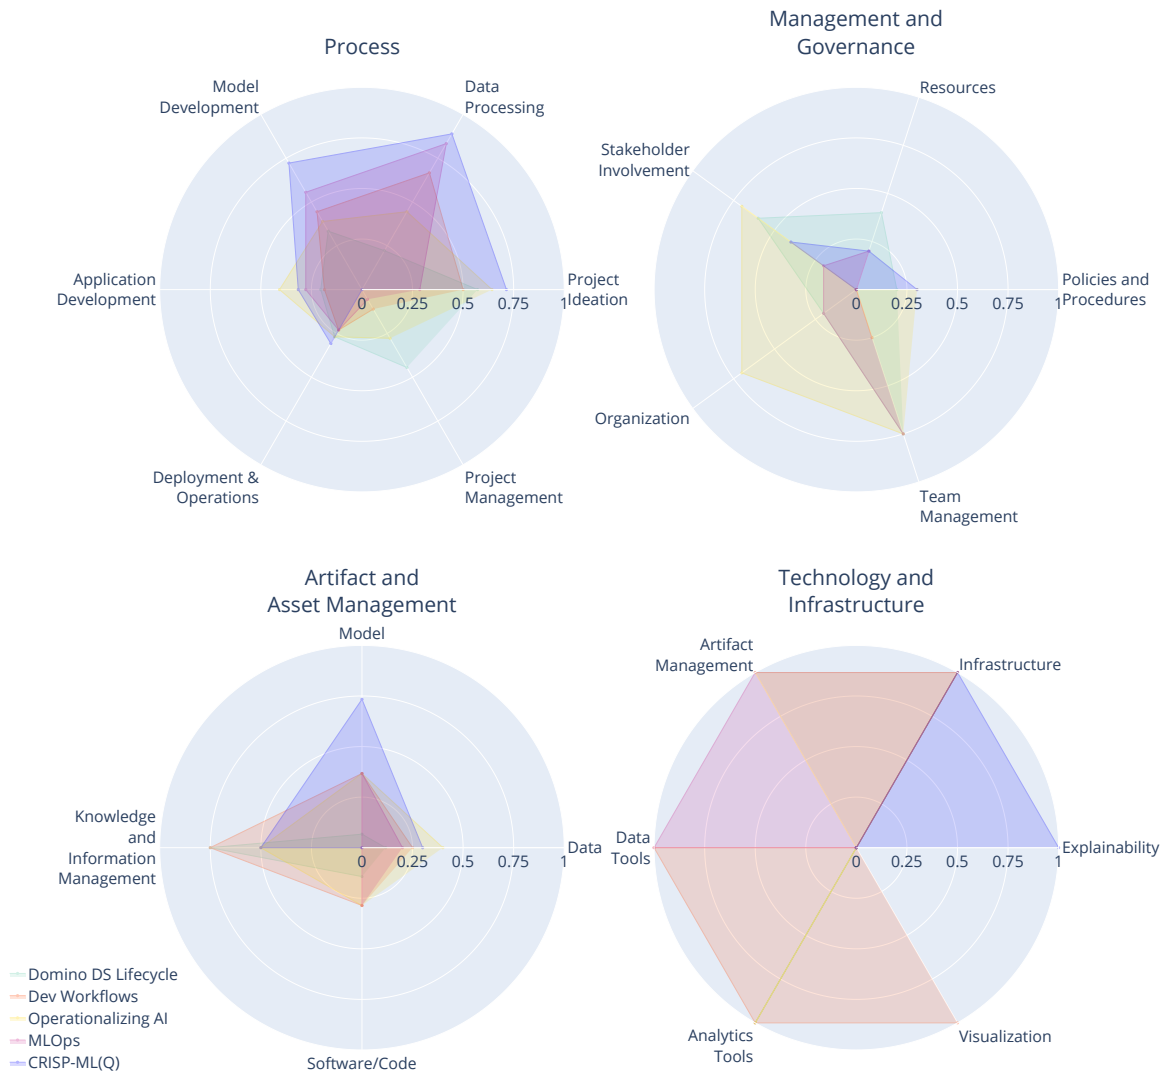 Process
Model
Development
Data
Processing
Application
Development
Project
Ideation
0
0.25
0.5
0.75
1
Deployment &
Operations
Project
Management
Management and
Governance
Resources
Stakeholder
Involvement
Policies and
Procedures
0
0.25
0.5
0.75
1
Organization
Team
Management
Artifact and
Asset Management
Model
Knowledge
and
Information
Management
Data
0
0.25
0.5
0.75
1
Software/Code
Technology and
Infrastructure
Artifact
Management
Infrastructure
Data
Tools
Explainability
0
0.25
0.5
0.75
1
Analytics
Tools
Visualization
Domino DS Lifecycle
Dev Workflows
Operationalizing AI
MLOps
CRISP-ML(Q)